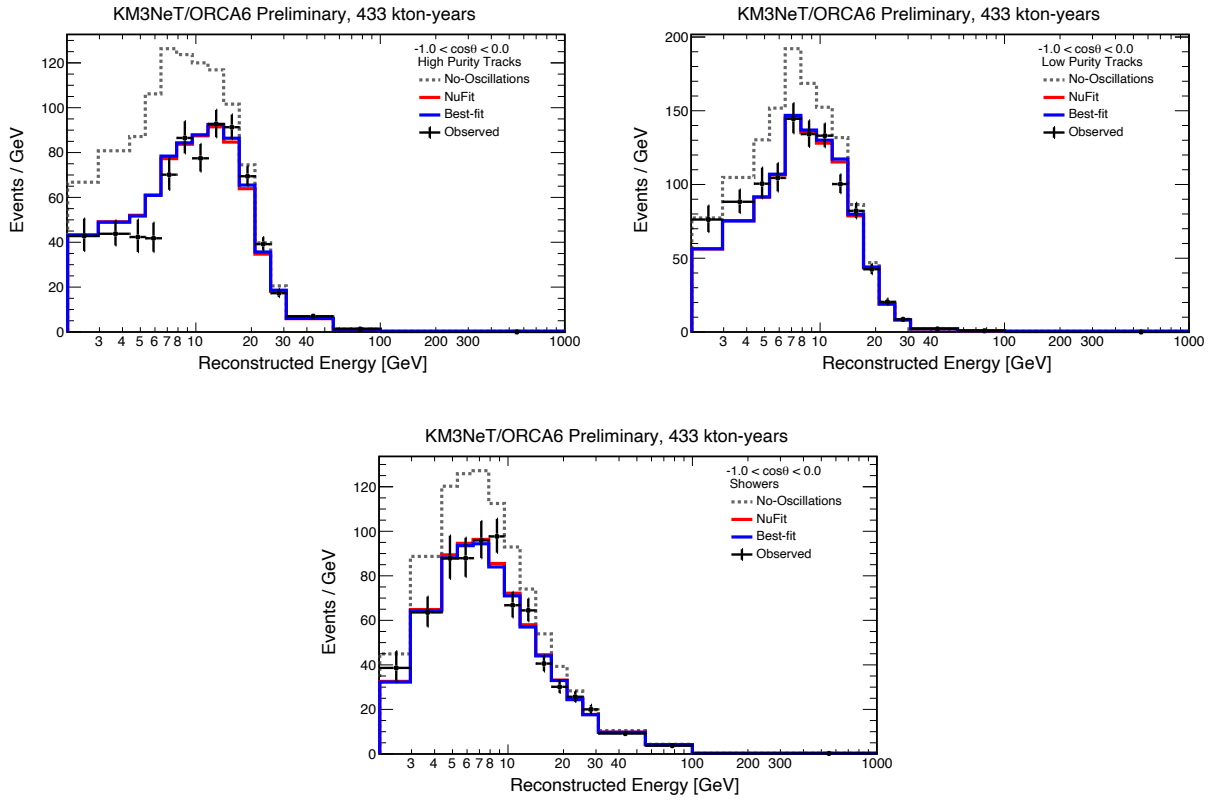 KM3NeT/ORCA6 Preliminary, 433 kton-years
-1.0 < cosθ < 0.0
High Purity Tracks
No-Oscillations
NuFit
Best-fit
Observed
Events / GeV
120
100
80
60
40
20
0
3 4 5 6 7 8 10 20 30 40 100 200 300 1000
Reconstructed Energy [GeV]
KM3NeT/ORCA6 Preliminary, 433 kton-years
-1.0 < cosθ < 0.0
Low Purity Tracks
No-Oscillations
NuFit
Best-fit
Observed
Events / GeV
200
150
100
50
0
3 4 5 6 7 8 10 20 30 40 100 200 300 1000
Reconstructed Energy [GeV]
KM3NeT/ORCA6 Preliminary, 433 kton-years
-1.0 < cosθ < 0.0
Showers
No-Oscillations
NuFit
Best-fit
Observed
Events / GeV
120
100
80
60
40
20
0
3 4 5 6 7 8 10 20 30 40 100 200 300 1000
Reconstructed Energy [GeV]